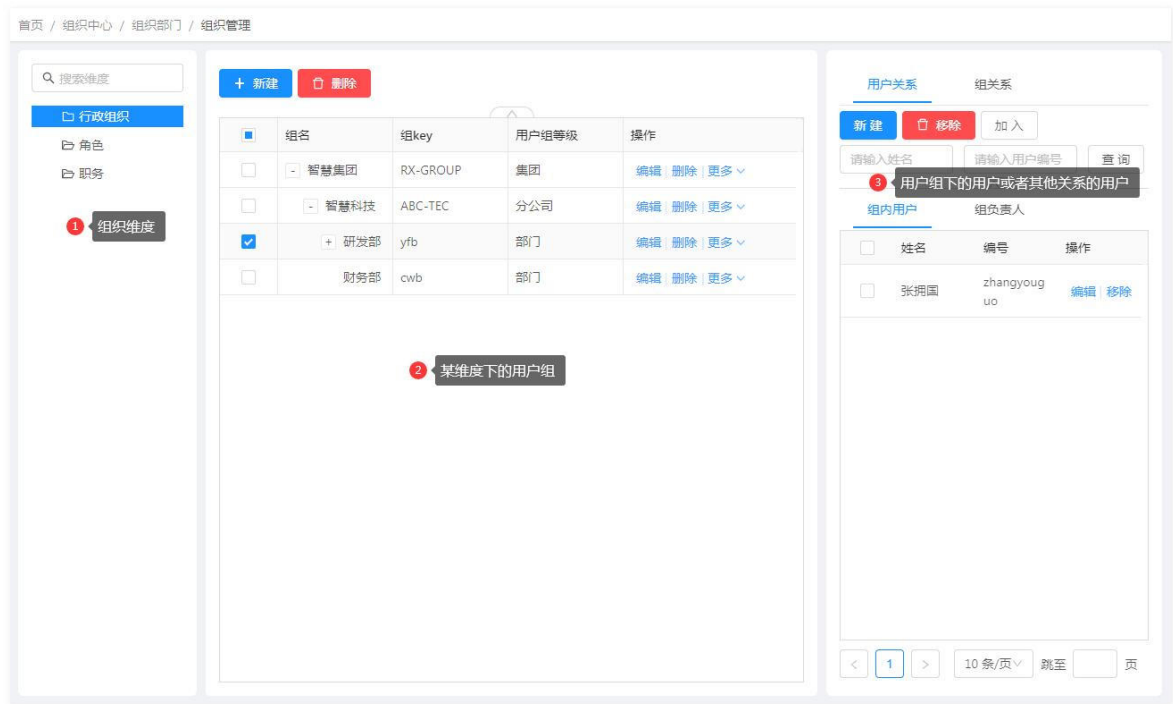 首页 / 组织中心 / 组织部门 / 组织管理
搜索维度
行政组织
角色
职务
1 组织维度
+ 新建 删除
组名 组key 用户组等级 操作
- 智慧集团 RX-GROUP 集团 编辑 删除 更多
- 智慧科技 ABC-TEC 分公司 编辑 删除 更多
+ 研发部 yfb 部门 编辑 删除 更多
财务部 cwb 部门 编辑 删除 更多
2 某维度下的用户组
用户关系 组关系
新建 移除 加入
请输入姓名 请输入用户编号 查询
3 用户组下的用户或者其他关系的用户
组内用户 组负责人
姓名 编号 操作
张拥国 zhangyoug 编辑 移除
uo
< 1 > 10 条/页 跳至 页